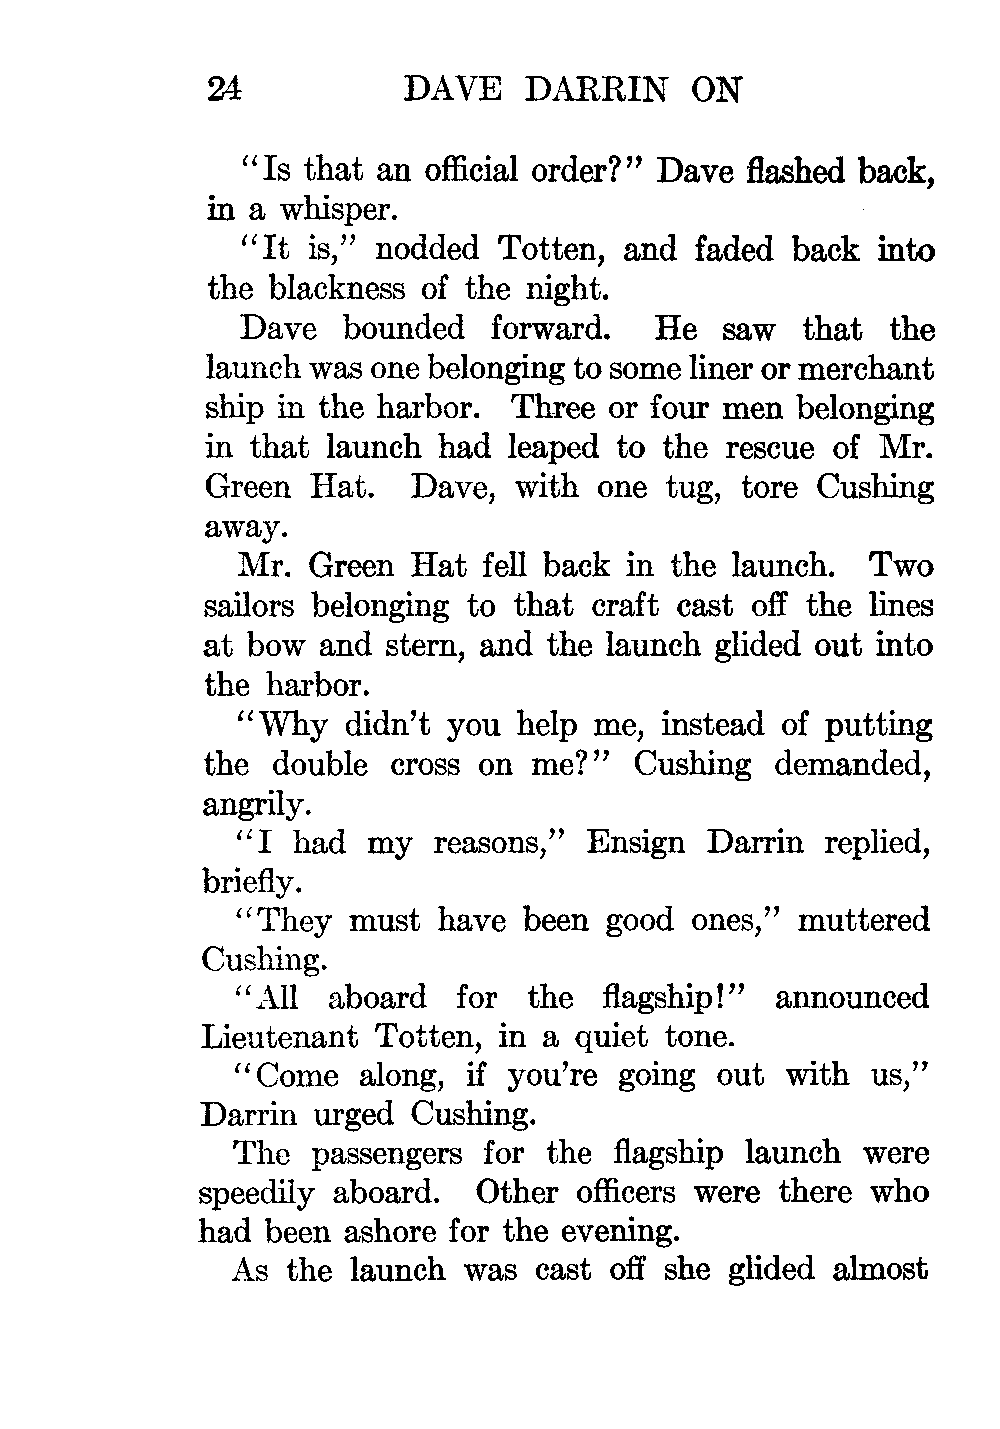 24 DAVE DARRIN ON
"Is that an official order?" Dave flashed back,
in a whisper.
"It is," nodded Totten, and faded back into
the blackness of the night.
Dave bounded forward. He saw that the
launch was one belonging to some liner or merchant
ship in the harbor. Three or four men belonging
in that launch had leaped to the rescue of Mr.
Green Hat. Dave, with one tug, tore Cushing
away.
Mr. Green Hat fell back in the launch. Two
sailors belonging to that craft cast off the lines
at bow and stern, and the launch glided out into
the harbor.
"Why didn't you help me, instead of putting
the double cross on me?" Cushing demanded,
angrily.
"I had my reasons," Ensign Darrin replied,
briefly.
"They must have been good ones," muttered
Cushing.
"All aboard for the flagship!" announced
Lieutenant Totten, in a quiet tone.
"Come along, if you're going out with us,"
Darrin urged Cushing.
The passengers for the flagship launch were
speedily aboard. Other officers were there who
had been ashore for the evening.
As the launch was cast off she glided almost